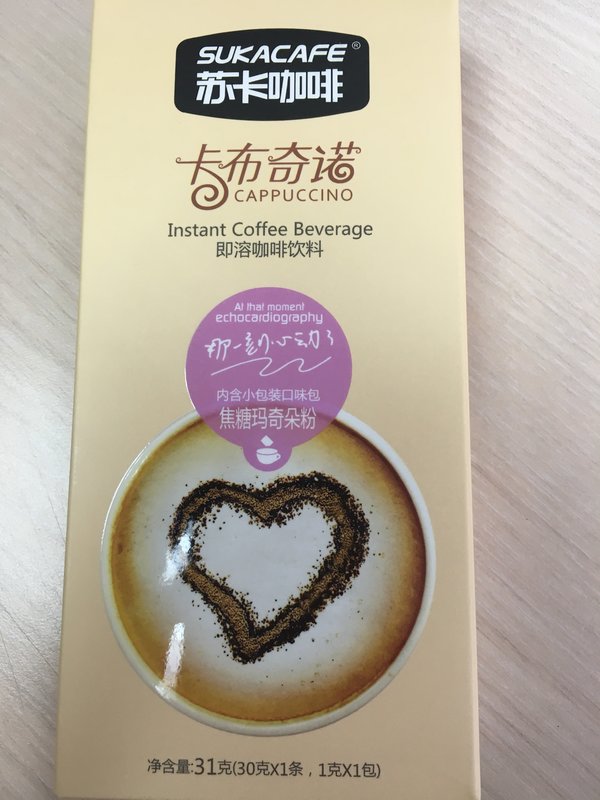 SUKACAFE®
苏卡咖啡
卡布奇诺
CAPPUCCINO
Instant Coffee Beverage
即溶咖啡饮料
At that moment
echocardiography
那一刻心动了
内含小包装口味包
焦糖玛奇朵粉
净含量:31克(30克X1条，1克X1包)